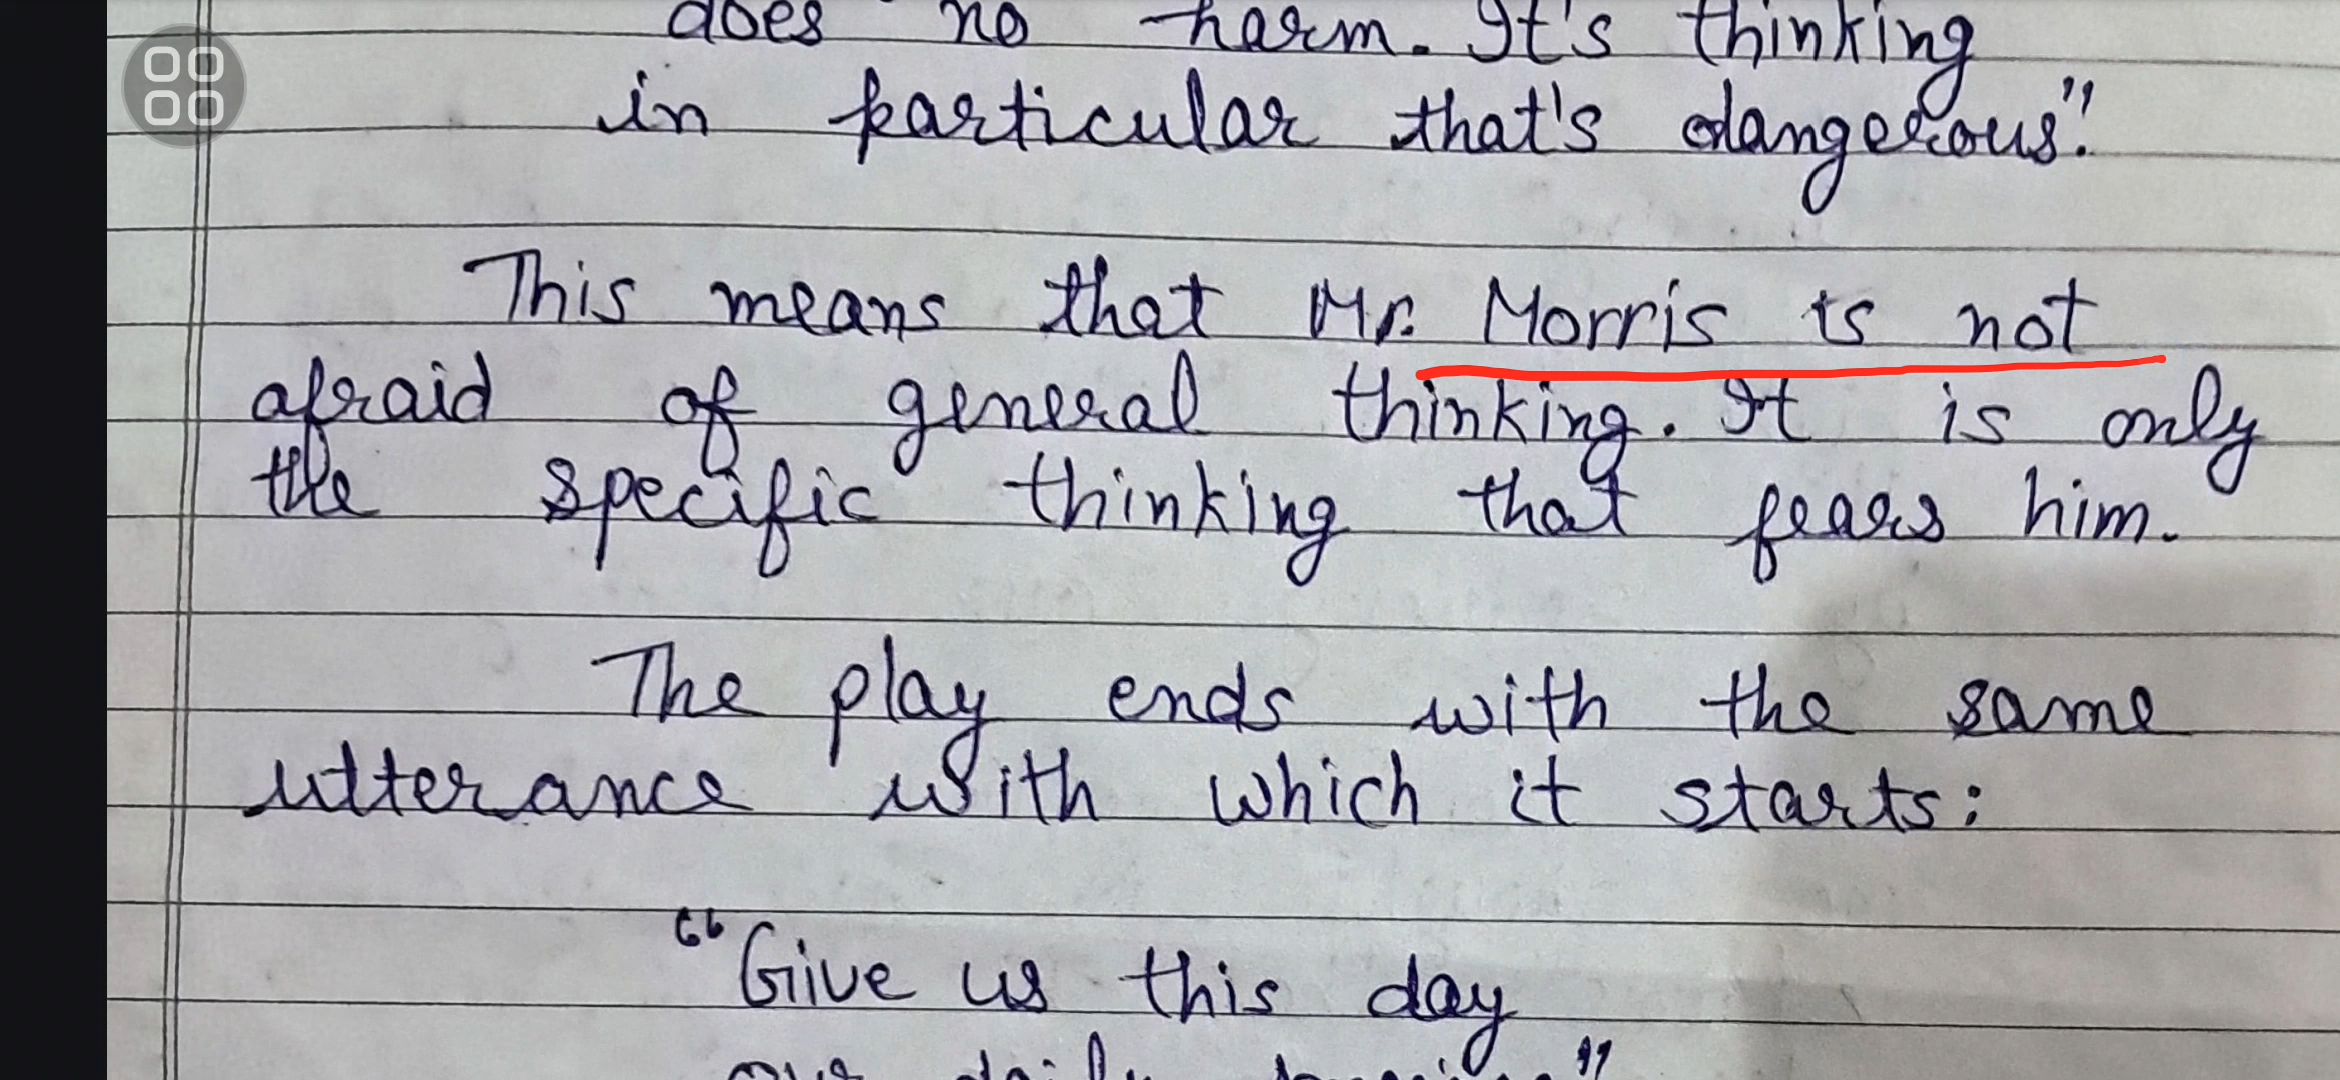 does no harm. It's thinking
in particular that's dangerous".
This means that Mr. Morris is not
afraid of general thinking. It is only
the specific thinking that fears him.
The play ends with the same
utterance with which it starts:
"Give us this day
our daily "